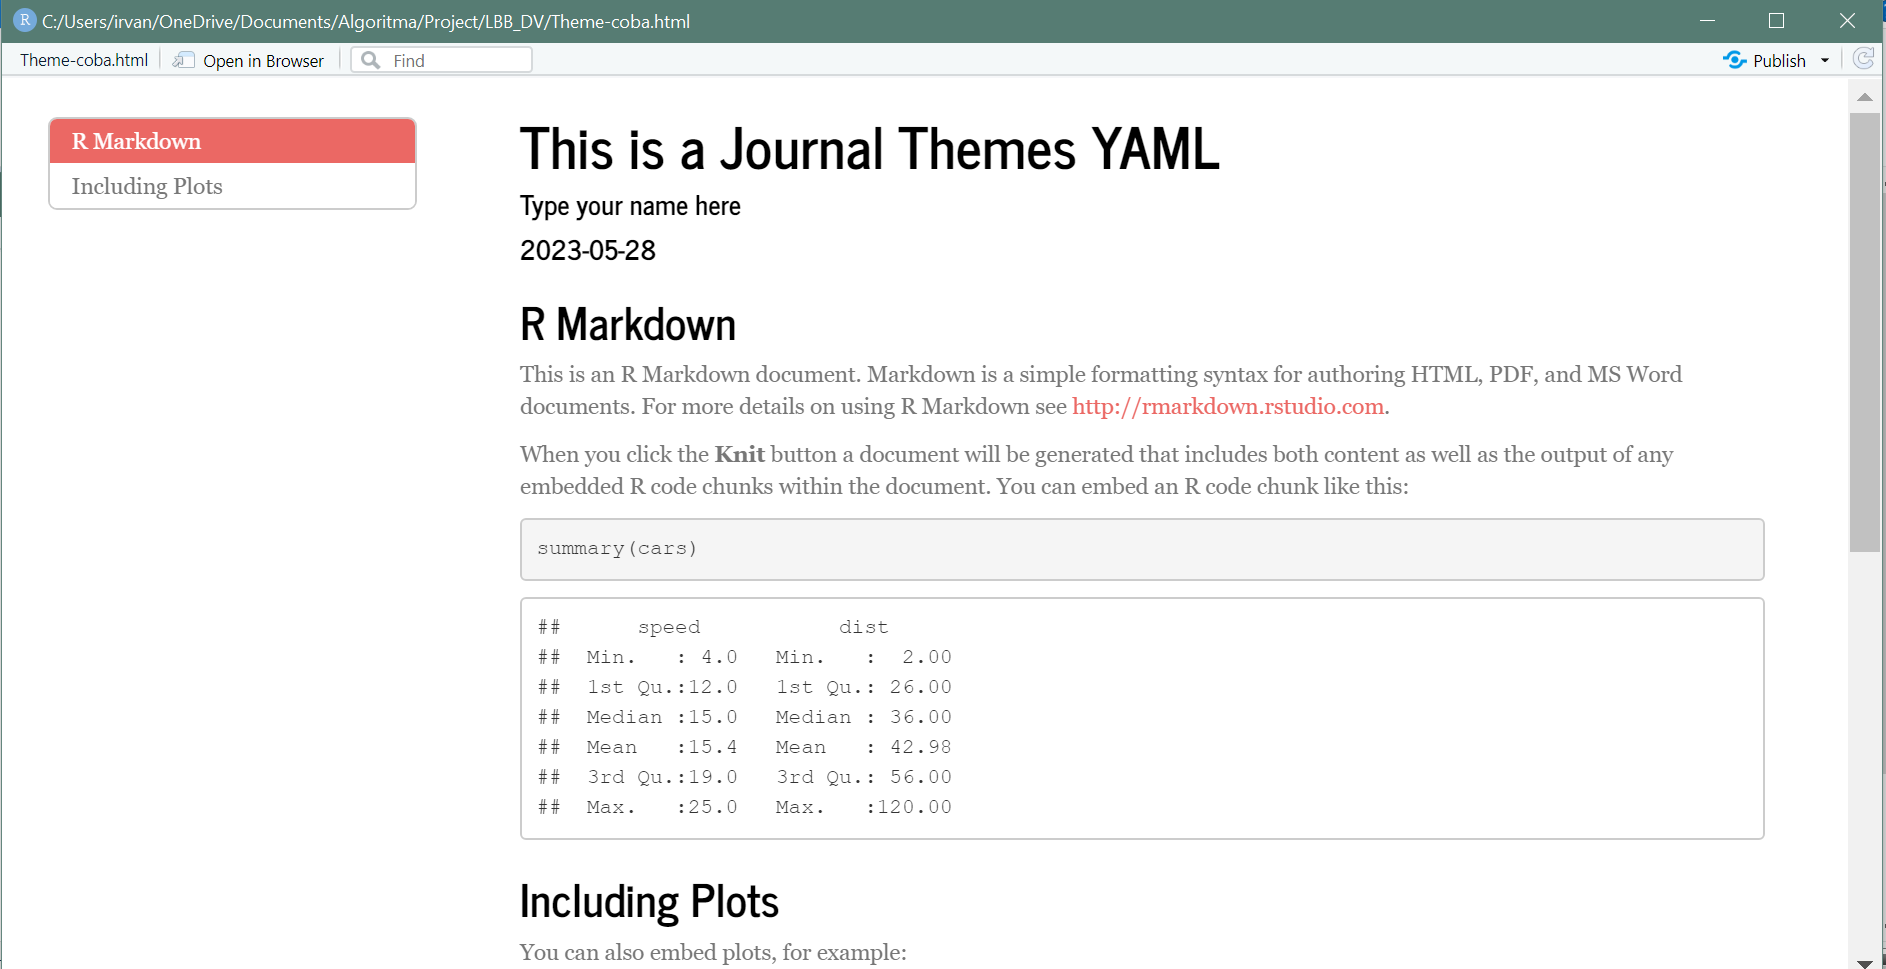 R C:/Users/irvan/OneDrive/Documents/Algoritma/Project/LBB_DV/Theme-coba.html
Theme-coba.html Open in Browser Find Publish
R Markdown
Including Plots
This is a Journal Themes YAML
Type your name here
2023-05-28
R Markdown
This is an R Markdown document. Markdown is a simple formatting syntax for authoring HTML, PDF, and MS Word
documents. For more details on using R Markdown see http://rmarkdown.rstudio.com.
When you click the Knit button a document will be generated that includes both content as well as the output of any
embedded R code chunks within the document. You can embed an R code chunk like this:
summary(cars)
##      speed           dist
##  Min.   : 4.0   Min.   :  2.00
##  1st Qu.:12.0   1st Qu.: 26.00
##  Median :15.0   Median : 36.00
##  Mean   :15.4   Mean   : 42.98
##  3rd Qu.:19.0   3rd Qu.: 56.00
##  Max.   :25.0   Max.   :120.00
Including Plots
You can also embed plots, for example: